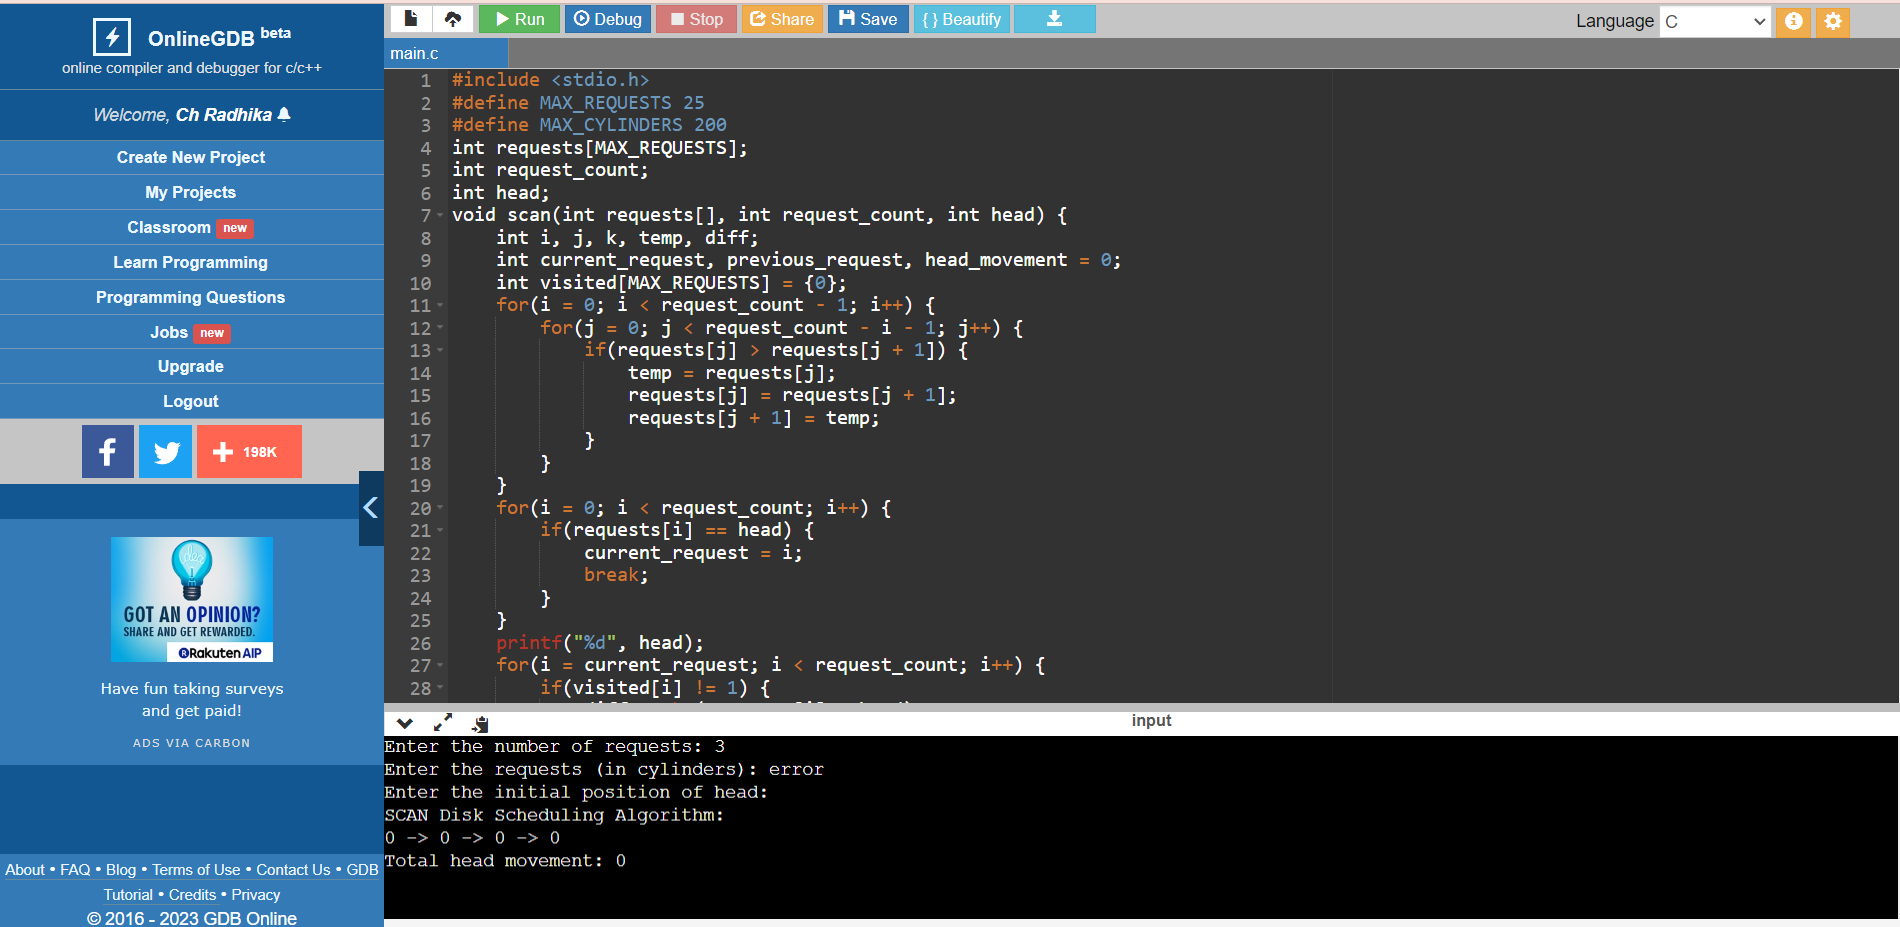 OnlineGDB beta
online compiler and debugger for c/c++
Welcome, Ch Radhika
Create New Project
My Projects
Classroom new
Learn Programming
Programming Questions
Jobs new
Upgrade
Logout
198K
GOT AN OPINION?
SHARE AND GET REWARDED.
Rakuten AIP
Have fun taking surveys
and get paid!
ADS VIA CARBON
About • FAQ • Blog • Terms of Use • Contact Us • GDB
Tutorial • Credits • Privacy
© 2016 - 2023 GDB Online
Run Debug Stop Share Save { } Beautify
Language C
main.c
1 #include <stdio.h>
2 #define MAX_REQUESTS 25
3 #define MAX_CYLINDERS 200
4 int requests[MAX_REQUESTS];
5 int request_count;
6 int head;
7 void scan(int requests[], int request_count, int head) {
8     int i, j, k, temp, diff;
9     int current_request, previous_request, head_movement = 0;
10     int visited[MAX_REQUESTS] = {0};
11     for(i = 0; i < request_count - 1; i++) {
12         for(j = 0; j < request_count - i - 1; j++) {
13             if(requests[j] > requests[j + 1]) {
14                 temp = requests[j];
15                 requests[j] = requests[j + 1];
16                 requests[j + 1] = temp;
17             }
18         }
19     }
20     for(i = 0; i < request_count; i++) {
21         if(requests[i] == head) {
22             current_request = i;
23             break;
24         }
25     }
26     printf("%d", head);
27     for(i = current_request; i < request_count; i++) {
28         if(visited[i] != 1) {
input
Enter the number of requests: 3
Enter the requests (in cylinders): error
Enter the initial position of head:
SCAN Disk Scheduling Algorithm:
0 -> 0 -> 0 -> 0
Total head movement: 0